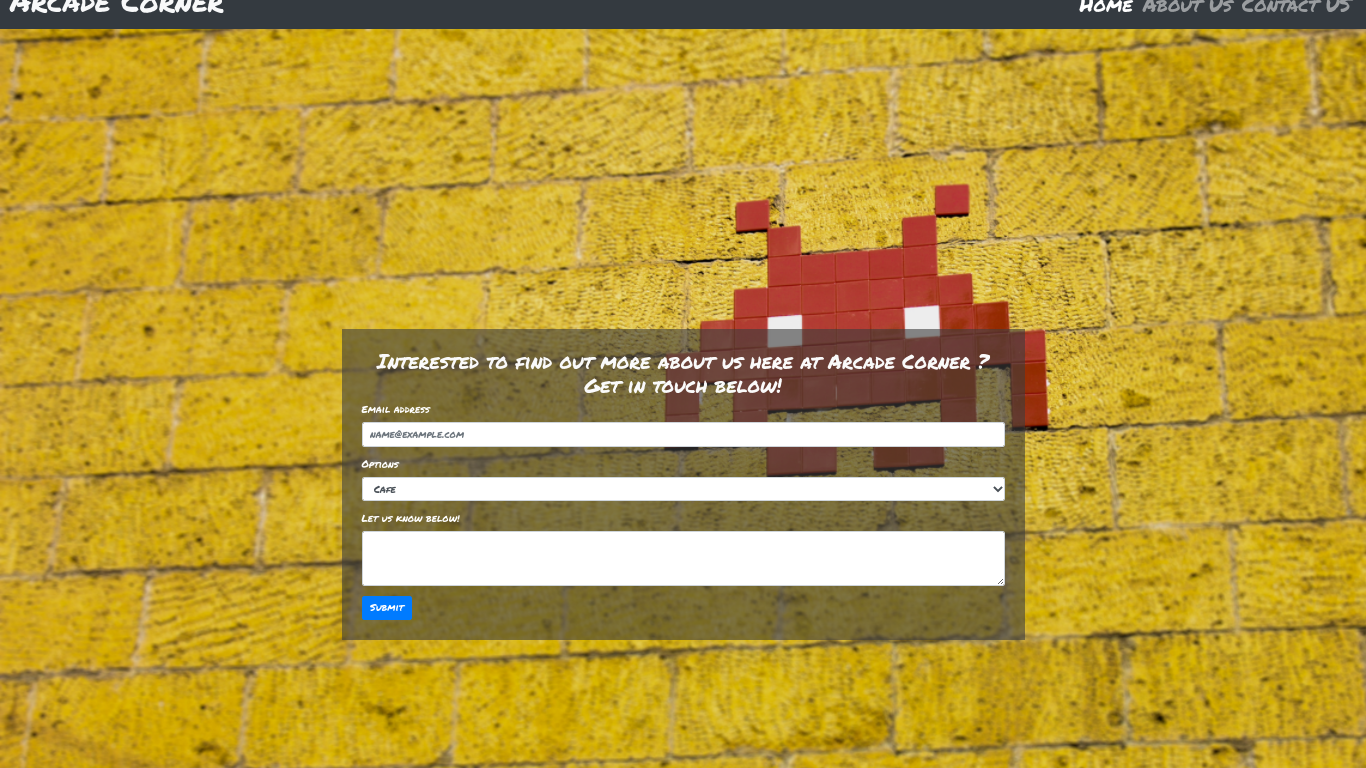 Arcade Corner
Home About Us Contact US
Interested to find out more about us here at Arcade Corner ?
Get in touch below!
Email address
name@example.com
Options
Cafe
Let us know below!
Submit